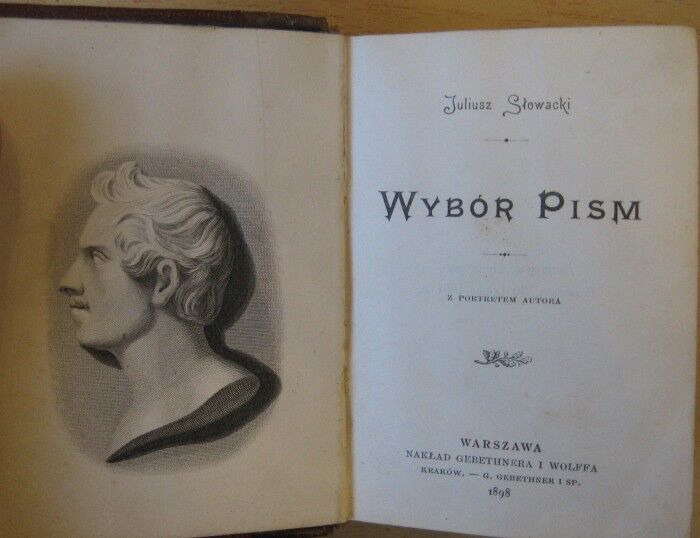 Juliusz Słowacki
WYBÓR PISM
Z PORTRETEM AUTORA
WARSZAWA
NAKŁAD GEBETHNERA I WOLFFA
KRAKÓW. — G. GEBETHNER I SP.
1898